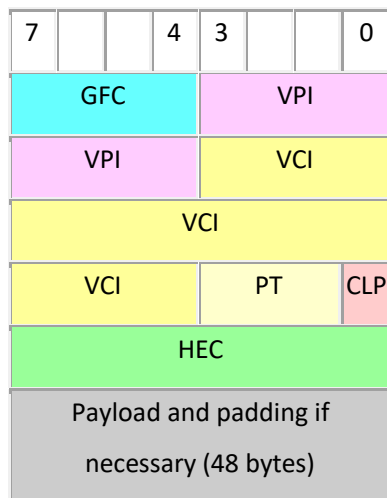 7 4 3 0
GFC VPI
VPI VCI
VCI
VCI PT CLP
HEC
Payload and padding if
necessary (48 bytes)